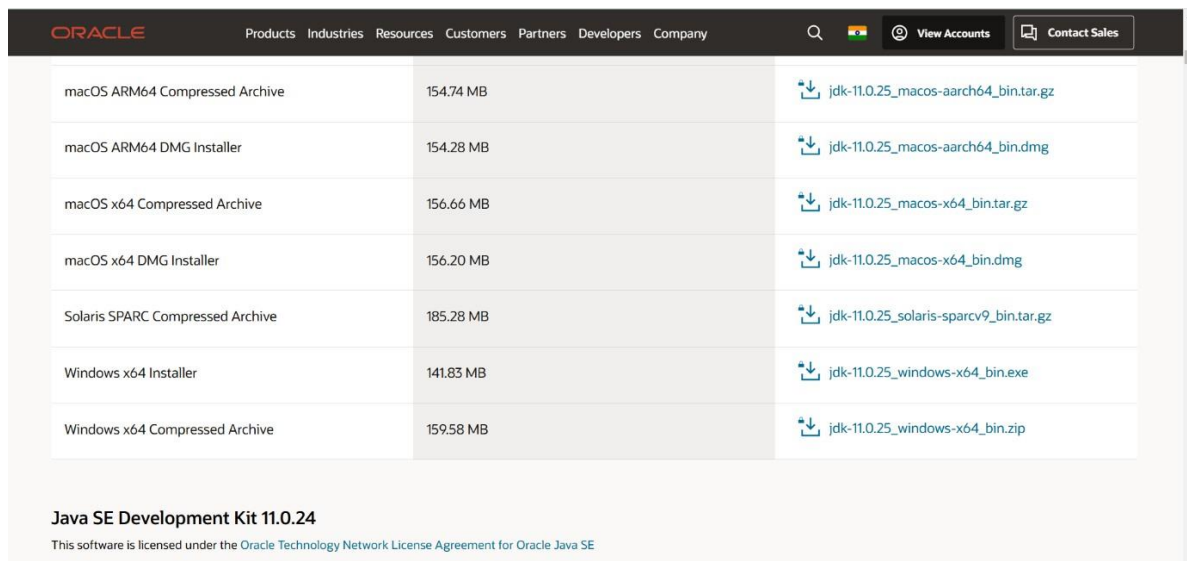 ORACLE Products Industries Resources Customers Partners Developers Company View Accounts Contact Sales
macOS ARM64 Compressed Archive 154.74 MB jdk-11.0.25_macos-aarch64_bin.tar.gz
macOS ARM64 DMG Installer 154.28 MB jdk-11.0.25_macos-aarch64_bin.dmg
macOS x64 Compressed Archive 156.66 MB jdk-11.0.25_macos-x64_bin.tar.gz
macOS x64 DMG Installer 156.20 MB jdk-11.0.25_macos-x64_bin.dmg
Solaris SPARC Compressed Archive 185.28 MB jdk-11.0.25_solaris-sparcv9_bin.tar.gz
Windows x64 Installer 141.83 MB jdk-11.0.25_windows-x64_bin.exe
Windows x64 Compressed Archive 159.58 MB jdk-11.0.25_windows-x64_bin.zip
Java SE Development Kit 11.0.24
This software is licensed under the Oracle Technology Network License Agreement for Oracle Java SE